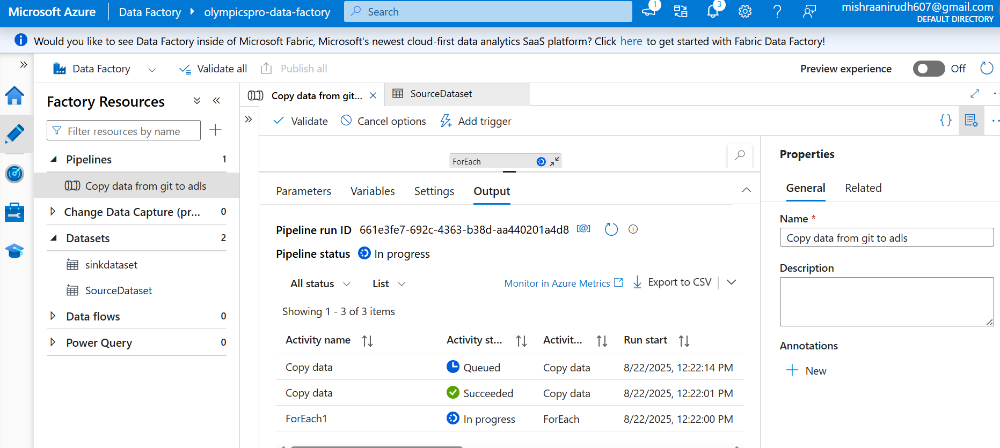 Microsoft Azure
Data Factory
olympicspro-data-factory
Search
1
3
mishraanirudh607@gmail.com
DEFAULT DIRECTORY
Would you like to see Data Factory inside of Microsoft Fabric, Microsoft's newest cloud-first data analytics SaaS platform? Click here to get started with Fabric Data Factory!
Data Factory
Validate all
Publish all
Preview experience
Off
Factory Resources
Filter resources by name
Pipelines 1
Copy data from git to adls
Change Data Capture (pr... 0
Datasets 2
sinkdataset
SourceDataset
Data flows 0
Power Query 0
Copy data from git...
SourceDataset
Validate
Cancel options
Add trigger
{}
ForEach
Parameters
Variables
Settings
Output
Pipeline run ID 661e3fe7-692c-4363-b38d-aa440201a4d8 [@]
Pipeline status In progress
All status
List
Monitor in Azure Metrics
Export to CSV
Showing 1 - 3 of 3 items
Activity name Activity st... Activit... Run start
Copy data Queued Copy data 8/22/2025, 12:22:14 PM
Copy data Succeeded Copy data 8/22/2025, 12:22:01 PM
ForEach1 In progress ForEach 8/22/2025, 12:22:00 PM
Properties
General
Related
Name *
Copy data from git to adls
Description
Annotations
New